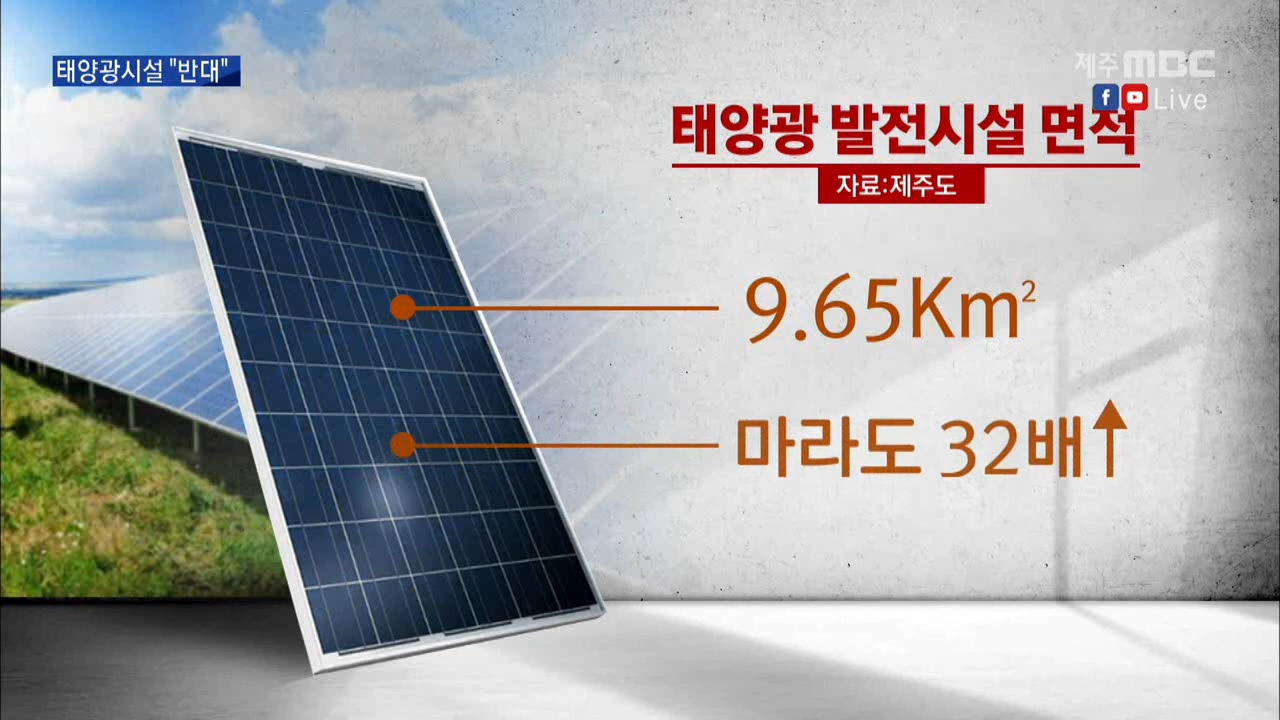 태양광시설 "반대"
제주MBC
f Live
태양광 발전시설 면적
자료:제주도
9.65Km²
마라도 32배↑